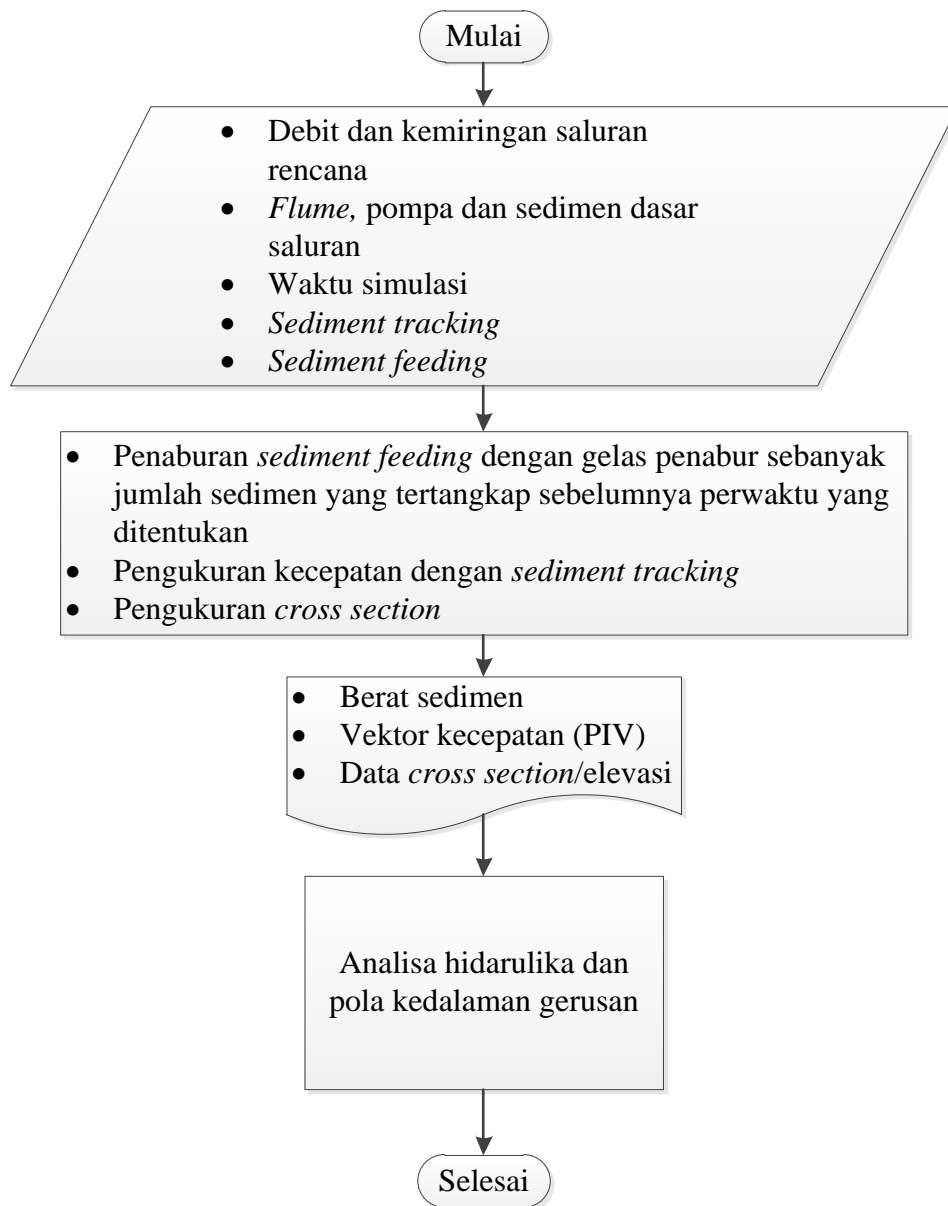 Mulai
• Debit dan kemiringan saluran
rencana
• Flume, pompa dan sedimen dasar
saluran
• Waktu simulasi
• Sediment tracking
• Sediment feeding
• Penaburan sediment feeding dengan gelas penabur sebanyak
jumlah sedimen yang tertangkap sebelumnya perwaktu yang
ditentukan
• Pengukuran kecepatan dengan sediment tracking
• Pengukuran cross section
• Berat sedimen
• Vektor kecepatan (PIV)
• Data cross section/elevasi
Analisa hidarulika dan
pola kedalaman gerusan
Selesai